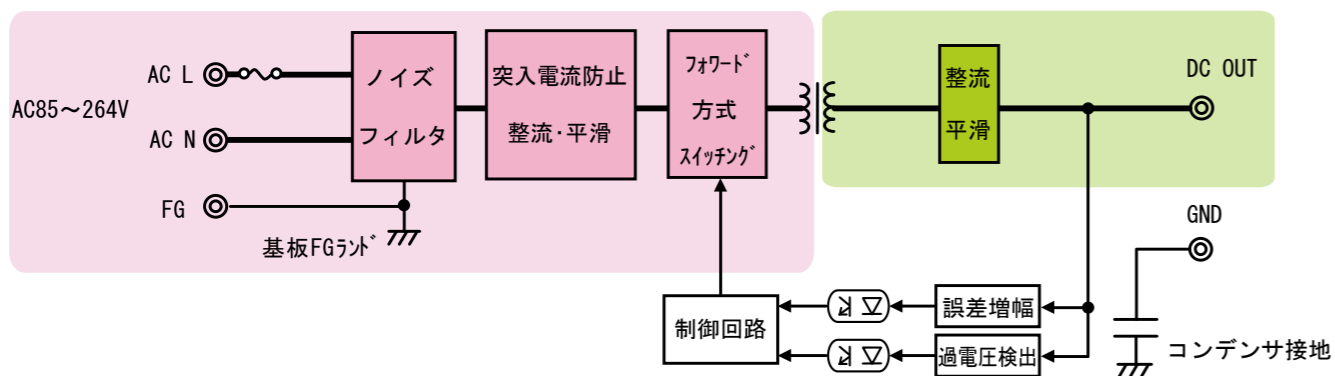 AC85～264V
AC L
AC N
FG
基板FGﾗﾝﾄﾞ
ノイズ
フィルタ
突入電流防止
整流･平滑
ﾌｫﾜｰﾄﾞ
方式
ｽｲｯﾁﾝｸﾞ
整流
平滑
DC OUT
GND
制御回路
誤差増幅
過電圧検出
コンデンサ接地